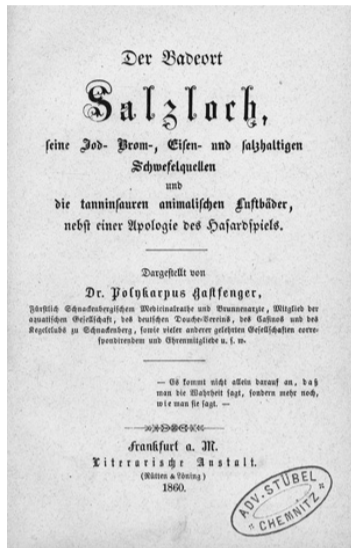 Der Badeort
Salzloch,
seine Jod- Brom-, Eisen- und salzhaltigen
Schwefelquellen
und
die tanninsauren animalischen Luftbäder,
nebst einer Apologie des Hasardspiels.
Dargestellt von
Dr. Polykarpus Gastfenger,
Fürstlich Schnackenbergischem Medicinalrathe und Brunnenarzte, Mitglied der
aquatischen Gesellschaft, des deutschen Douche-Vereins, des Casinos und des
Kegelclubs zu Schnackenberg, sowie vieler anderer gelehrten Gesellschaften corre-
spondirendem und Ehrenmitgliede u. s. w.
— Es kommt nicht allein darauf an, daß
man die Wahrheit sagt, sondern mehr noch,
wie man sie sagt. —
Frankfurt a. M.
Literarische Anstalt.
(Rütten & Löning)
1860.
ADV. STÜBEL
CHEMNITZ